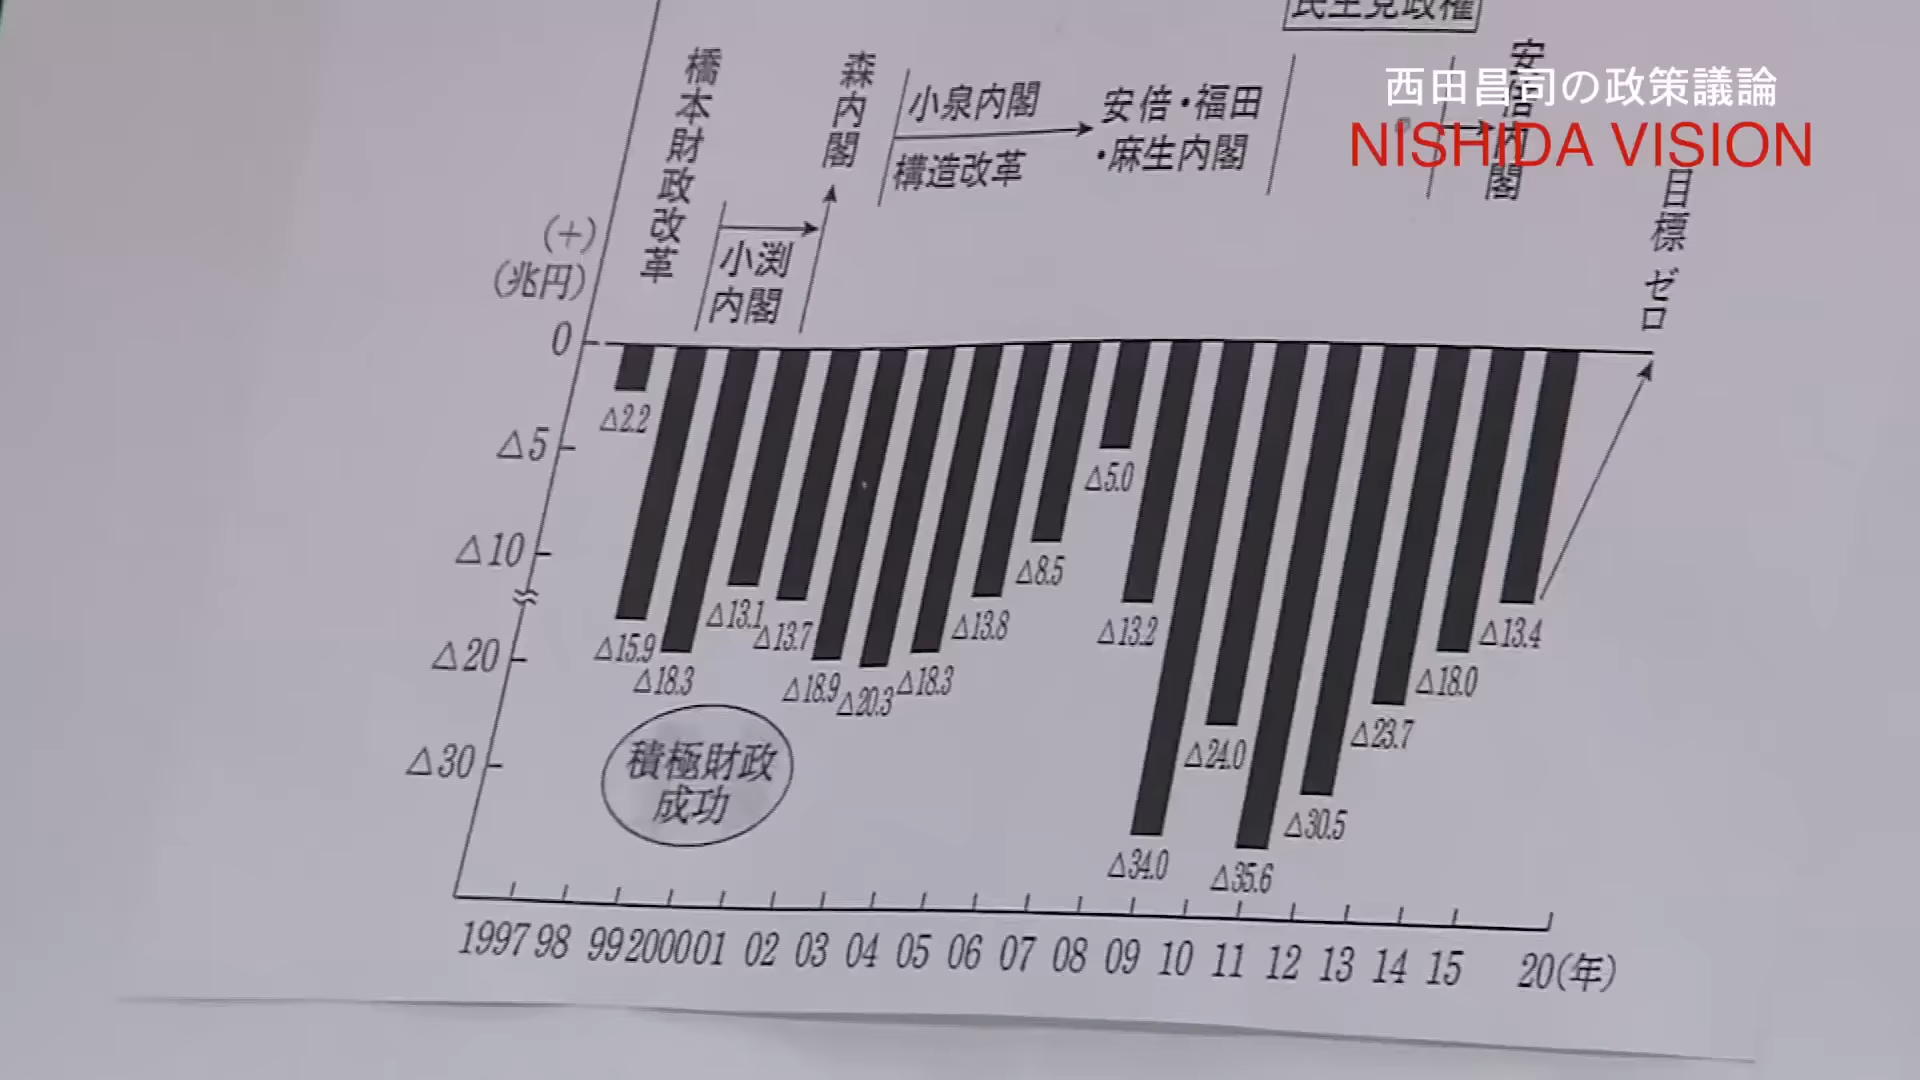 民主党政権
西田昌司の政策議論
NISHIDA VISION
橋本財政改革
小渕
内閣
森内閣
小泉内閣
構造改革
安倍・福田
・麻生内閣
安倍内閣
目標 ゼロ
(+)
(兆円)
0
△5
△10
△20
△30
△2.2
△15.9
△18.3
△13.1
△13.7
△18.9
△20.3
△18.3
△13.8
△8.5
△5.0
△13.2
△34.0
△24.0
△35.6
△30.5
△23.7
△18.0
△13.4
積極財政
成功
1997 98 99 2000 01 02 03 04 05 06 07 08 09 10 11 12 13 14 15 20(年)